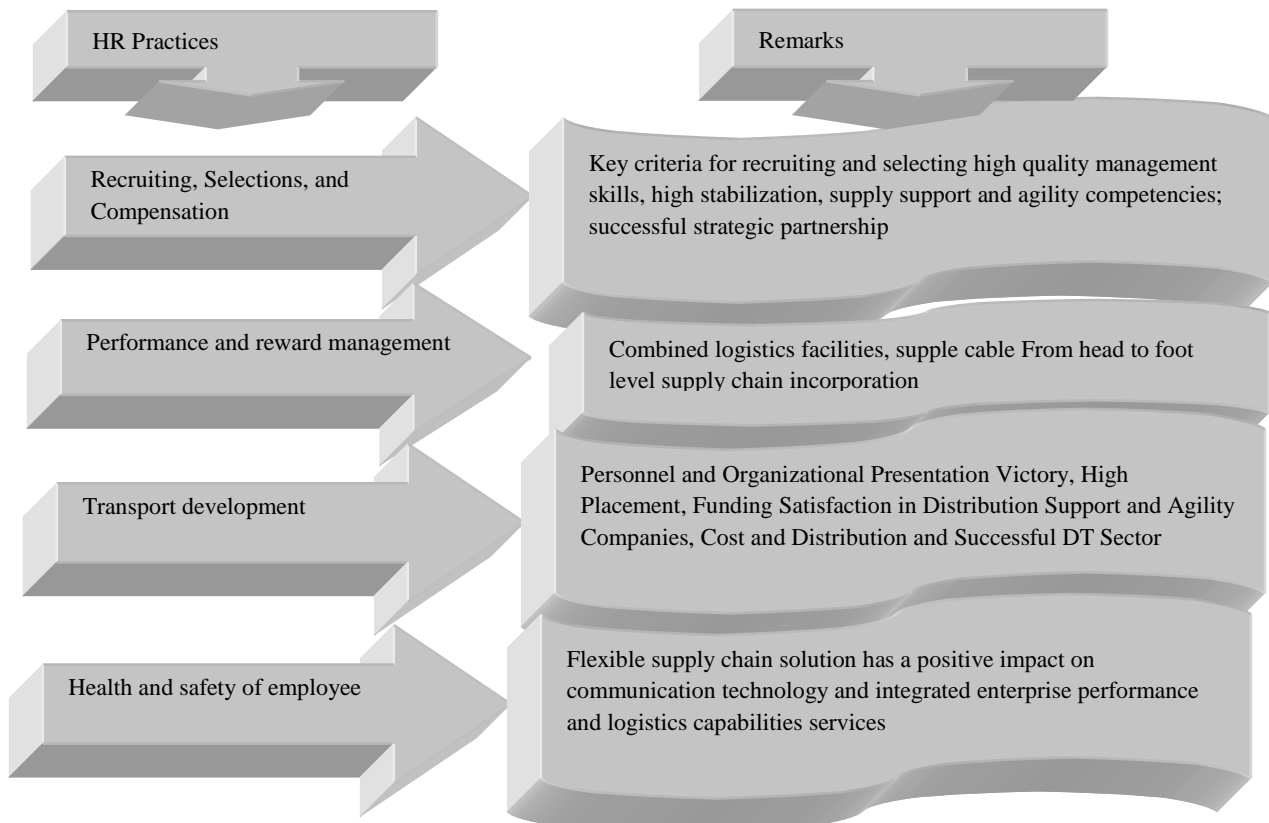 HR Practices
Remarks
Recruiting, Selections, and
Compensation
Key criteria for recruiting and selecting high quality management
skills, high stabilization, supply support and agility competencies;
successful strategic partnership
Performance and reward management
Combined logistics facilities, supple cable From head to foot
level supply chain incorporation
Transport development
Personnel and Organizational Presentation Victory, High
Placement, Funding Satisfaction in Distribution Support and Agility
Companies, Cost and Distribution and Successful DT Sector
Health and safety of employee
Flexible supply chain solution has a positive impact on
communication technology and integrated enterprise performance
and logistics capabilities services